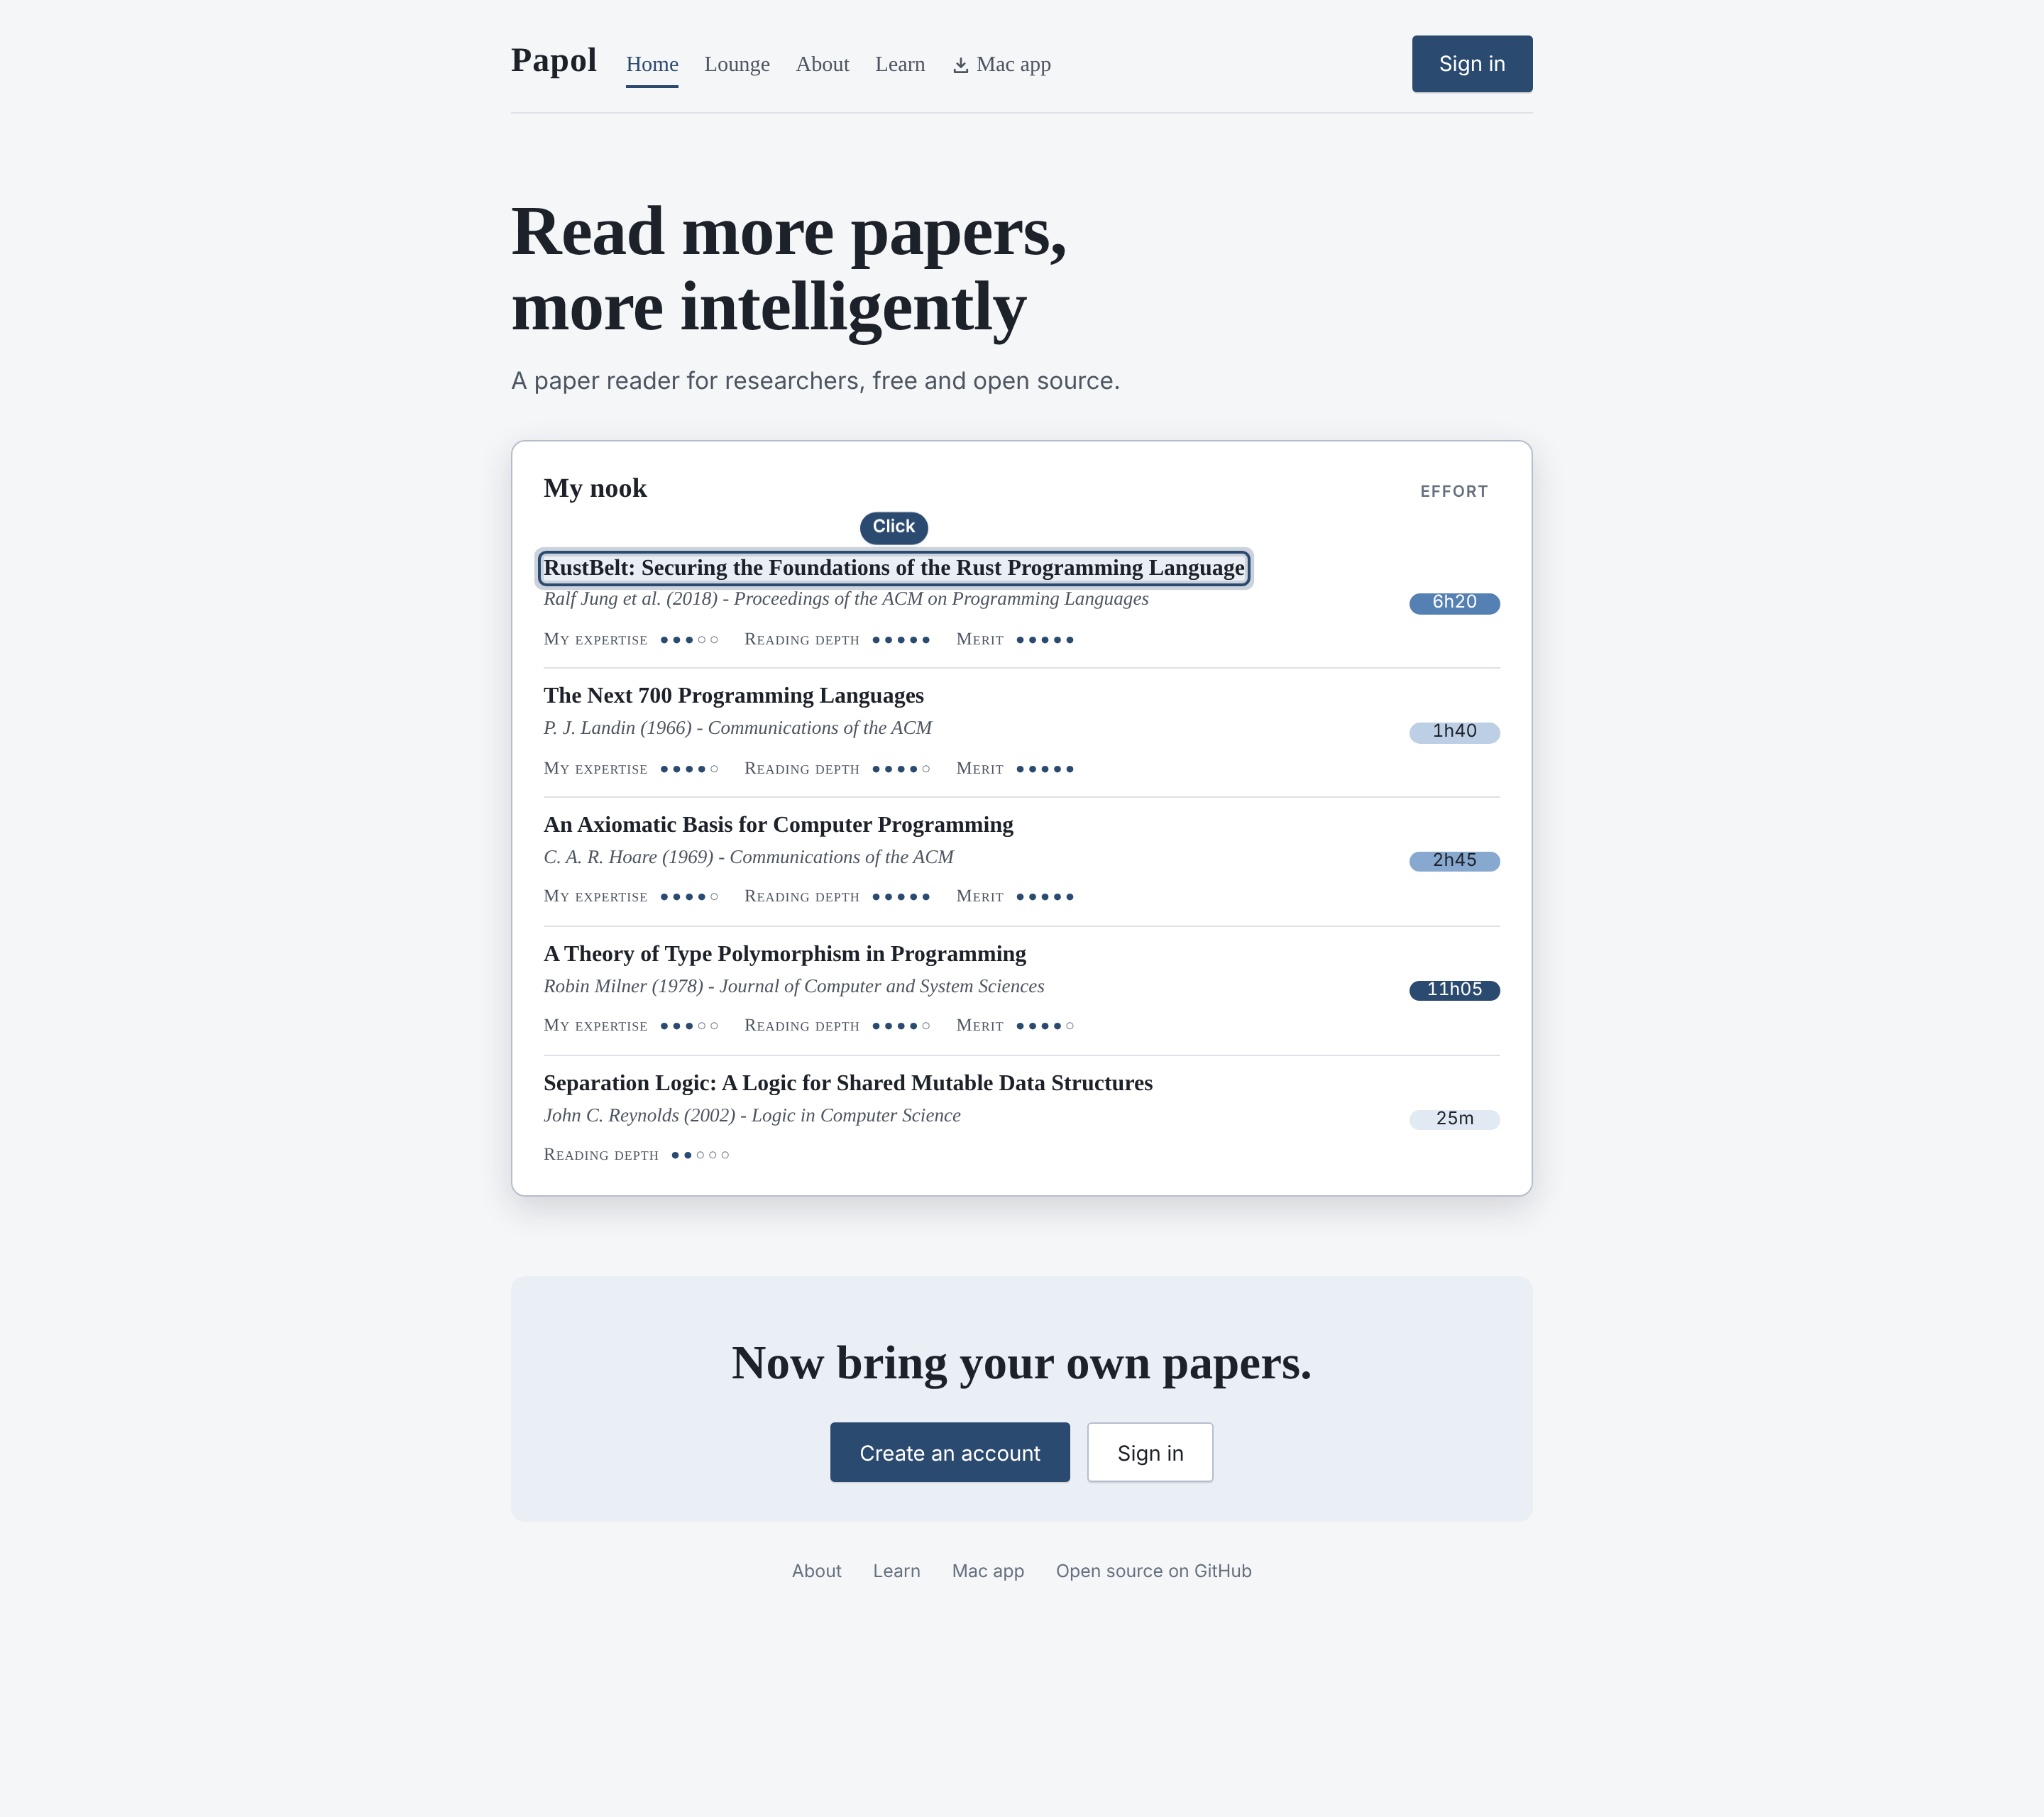 Papol Home Lounge About Learn Mac app Sign in
Read more papers,
more intelligently
A paper reader for researchers, free and open source.
My nook EFFORT
Click
RustBelt: Securing the Foundations of the Rust Programming Language
Ralf Jung et al. (2018) - Proceedings of the ACM on Programming Languages 6h20
My expertise ●●●○○ Reading depth ●●●●● Merit ●●●●●
The Next 700 Programming Languages
P. J. Landin (1966) - Communications of the ACM 1h40
My expertise ●●●●○ Reading depth ●●●●○ Merit ●●●●●
An Axiomatic Basis for Computer Programming
C. A. R. Hoare (1969) - Communications of the ACM 2h45
My expertise ●●●●○ Reading depth ●●●●● Merit ●●●●●
A Theory of Type Polymorphism in Programming
Robin Milner (1978) - Journal of Computer and System Sciences 11h05
My expertise ●●●○○ Reading depth ●●●●○ Merit ●●●●○
Separation Logic: A Logic for Shared Mutable Data Structures
John C. Reynolds (2002) - Logic in Computer Science 25m
Reading depth ●●○○○
Now bring your own papers.
Create an account Sign in
About Learn Mac app Open source on GitHub